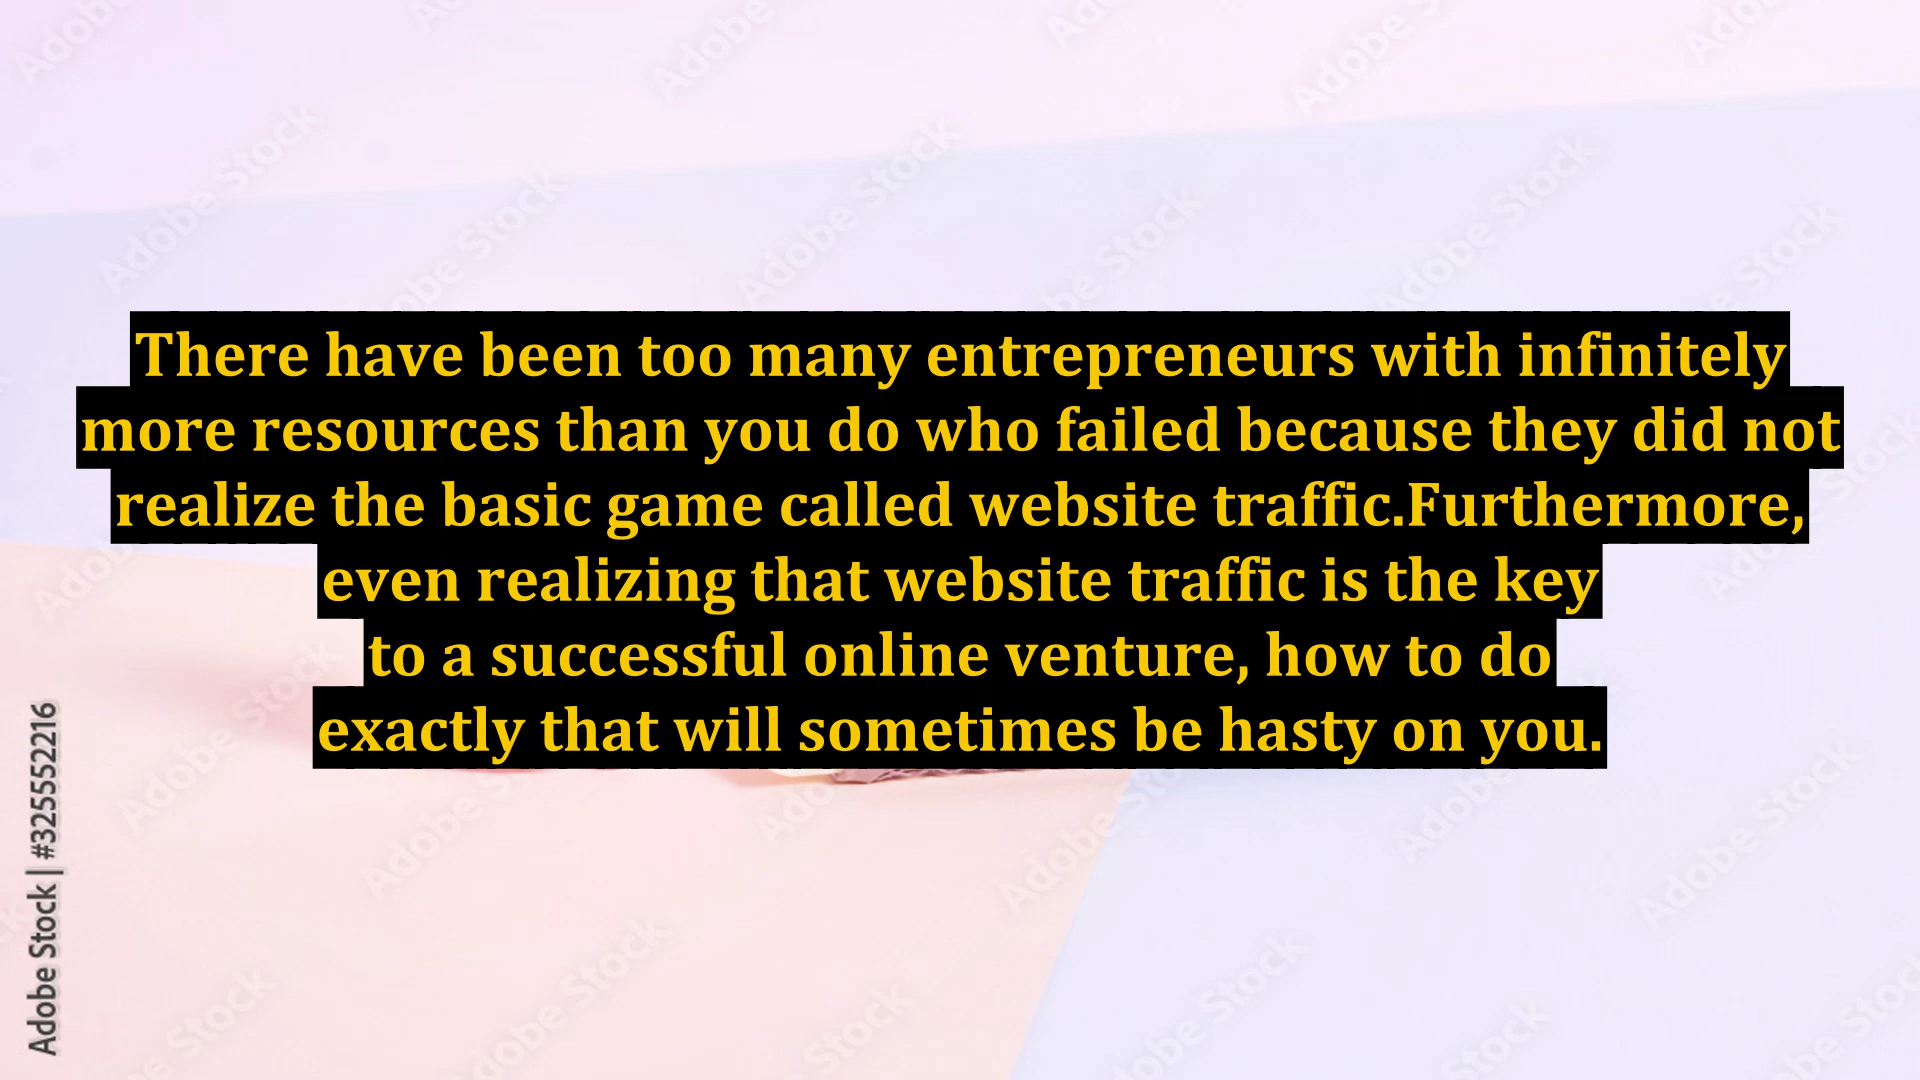 There have been too many entrepreneurs with infinitely
more resources than you do who failed because they did not
realize the basic game called website traffic.Furthermore,
even realizing that website traffic is the key
to a successful online venture, how to do
exactly that will sometimes be hasty on you.
Adobe Stock | #325552216